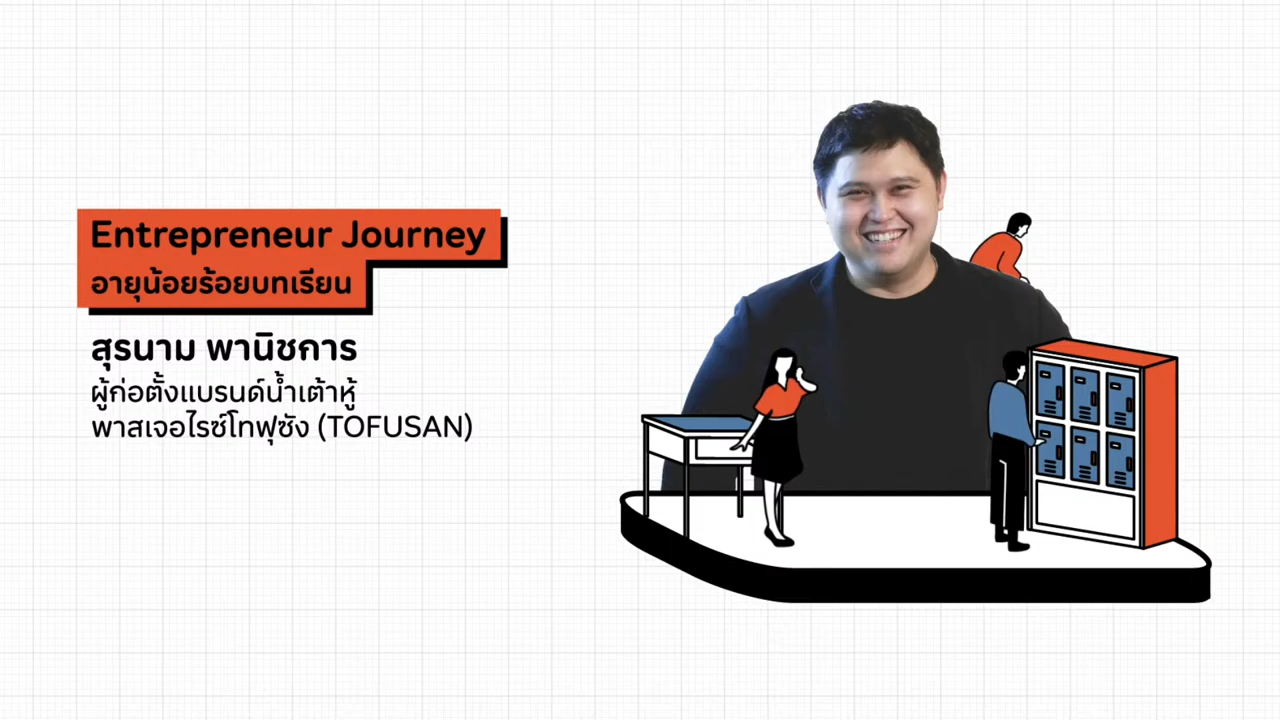 Entrepreneur Journey
อายุน้อยร้อยบทเรียน
สุรนาม พานิชการ
ผู้ก่อตั้งแบรนด์น้ำเต้าหู้
พาสเจอไรซ์โทฟุซัง (TOFUSAN)